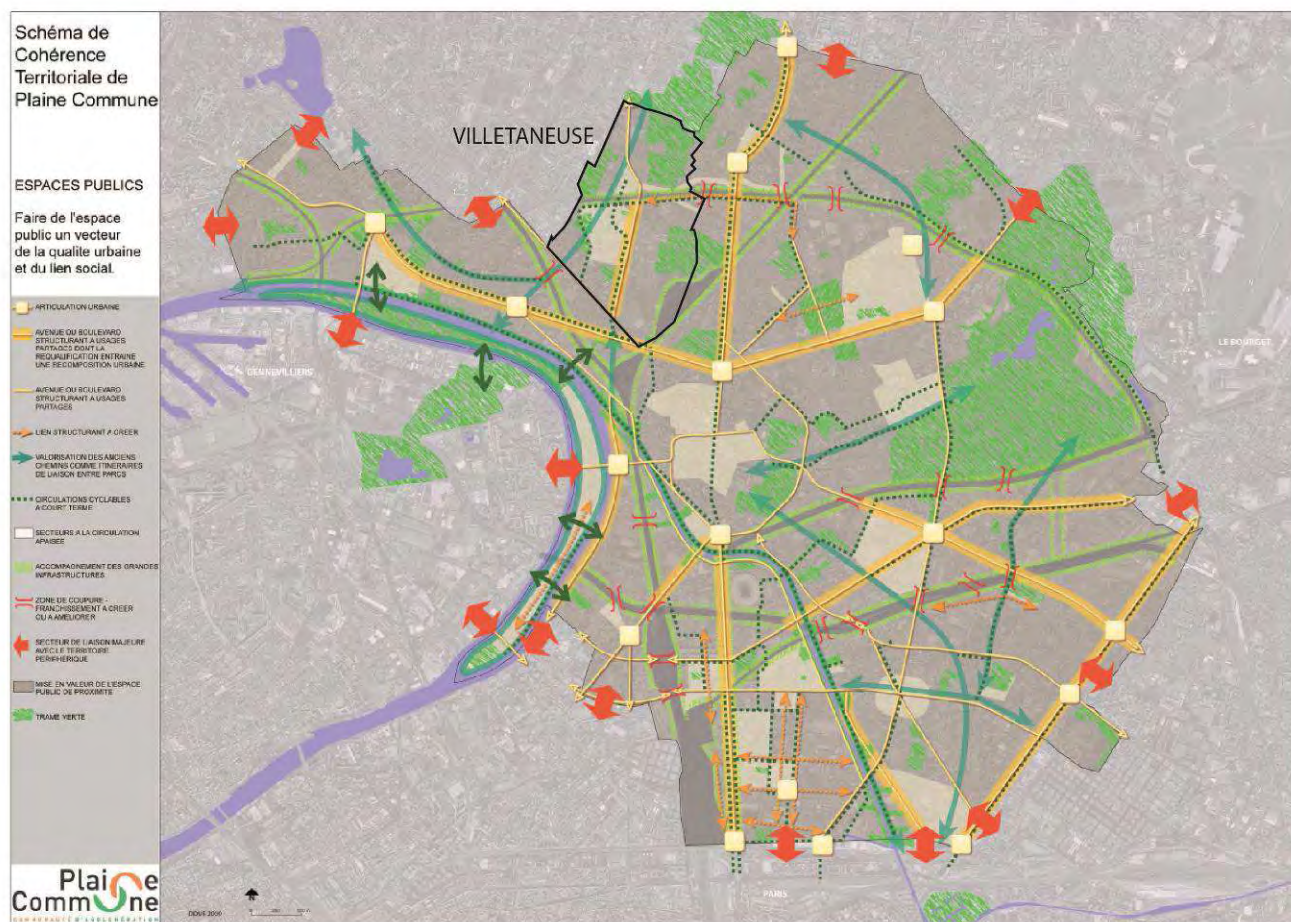 Schéma de
Cohérence
Territoriale de
Plaine Commune
ESPACES PUBLICS
Faire de l'espace
public un vecteur
de la qualite urbaine
et du lien social.
ARTICULATION URBAINE
AVENUE OU BOULEVARD
STRUCTURANT A USAGES
PARTAGES DONT LA
REQUALIFICATION ENTRAINE
UNE RECOMPOSITION URBAINE
AVENUE OU BOULEVARD
STRUCTURANT A USAGES
PARTAGES
LIEN STRUCTURANT A CREER
VALORISATION DES ANCIENS
CHEMINS COMME ITINERAIRES
DE LIAISON ENTRE PARCS
CIRCULATIONS CYCLABLES
A COURT TERME
SECTEURS A LA CIRCULATION
APAISEE
ACCOMPAGNEMENT DES GRANDES
INFRASTRUCTURES
ZONE DE COUPURE -
FRANCHISSEMENT A CREER
OU A AMELIORER
SECTEUR DE LIAISON MAJEURE
AVEC LE TERRITOIRE
PERIPHERIQUE
MISE EN VALEUR DE L'ESPACE
PUBLIC DE PROXIMITE
TRAME VERTE
Plaine
Commune
COMMUNAUTÉ D'AGGLOMÉRATION
VILLETANEUSE
GENNEVILLIERS
LE BOURGET
PARIS